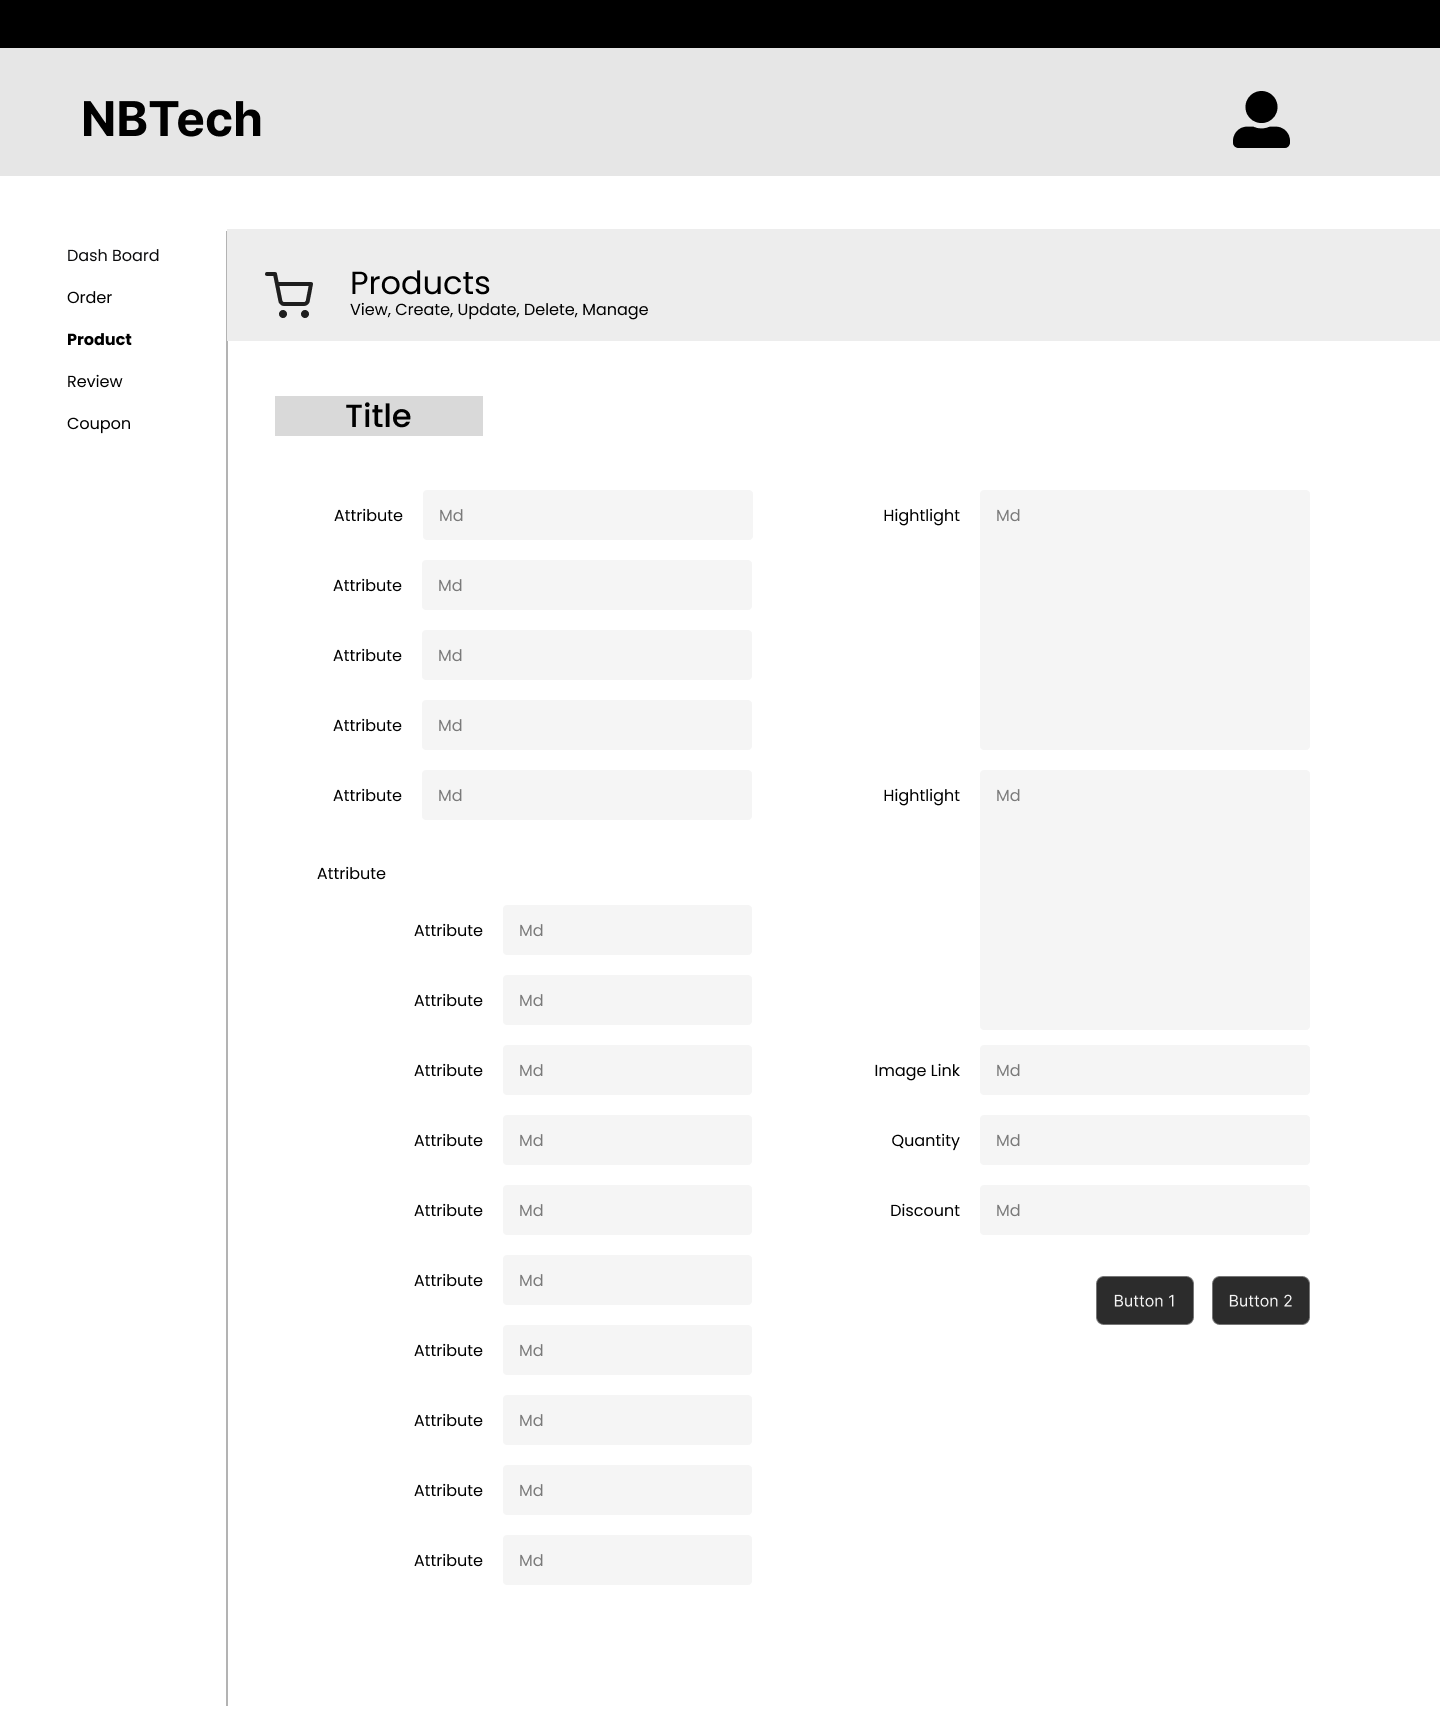 NBTech
Dash Board
Order
Product
Review
Coupon
Products
View, Create, Update, Delete, Manage
Title
Attribute Md
Attribute Md
Attribute Md
Attribute Md
Attribute Md
Attribute
Attribute Md
Attribute Md
Attribute Md
Attribute Md
Attribute Md
Attribute Md
Attribute Md
Attribute Md
Attribute Md
Attribute Md
Hightlight Md
Hightlight Md
Image Link Md
Quantity Md
Discount Md
Button 1 Button 2